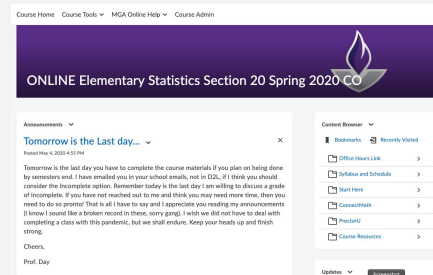 Course Home Course Tools MGA Online Help Course Admin
ONLINE Elementary Statistics Section 20 Spring 2020 CO
Announcements
Tomorrow is the Last day...
Posted May 4, 2020 4:55 PM
Tomorrow is the last day you have to complete the course materials if you plan on being done
by semesters end. I have emailed you in your school emails, not in D2L, if I think you should
consider the Incomplete option. Remember today is the last day I am willing to discuss a grade
of Incomplete. If you have not reached out to me and think you may need more time, then you
need to do so pronto! That is all I have to say and I appreciate you reading my announcements
(I know I sound like a broken record in these, sorry gang). I wish we did not have to deal with
completing a class with this pandemic, but we shall endure. Keep your heads up and finish
strong.
Cheers,
Prof. Day
Content Browser
Bookmarks Recently Visited
Office Hours Link
Syllabus and Schedule
Start Here
ConnectMath
ProctorU
Course Resources
Updates
Screenshot